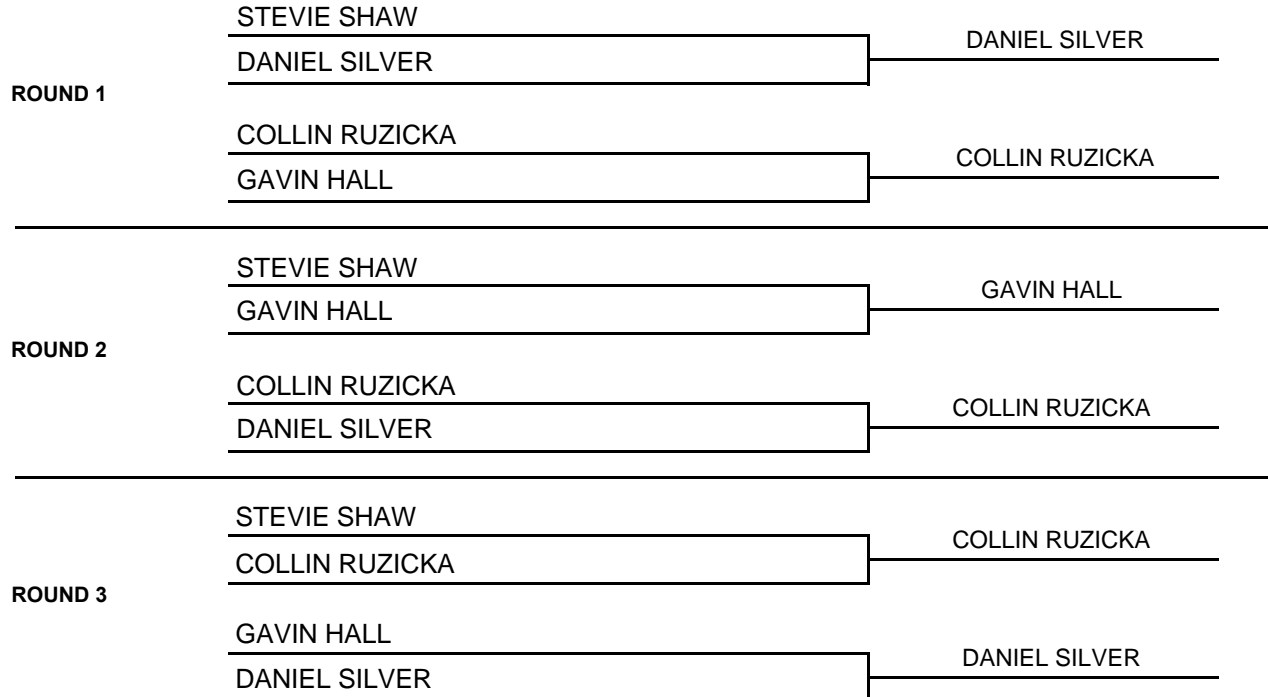 STEVIE SHAW
DANIEL SILVER
DANIEL SILVER
ROUND 1
COLLIN RUZICKA
COLLIN RUZICKA
GAVIN HALL
STEVIE SHAW
GAVIN HALL
GAVIN HALL
ROUND 2
COLLIN RUZICKA
COLLIN RUZICKA
DANIEL SILVER
STEVIE SHAW
COLLIN RUZICKA
COLLIN RUZICKA
ROUND 3
GAVIN HALL
DANIEL SILVER
DANIEL SILVER